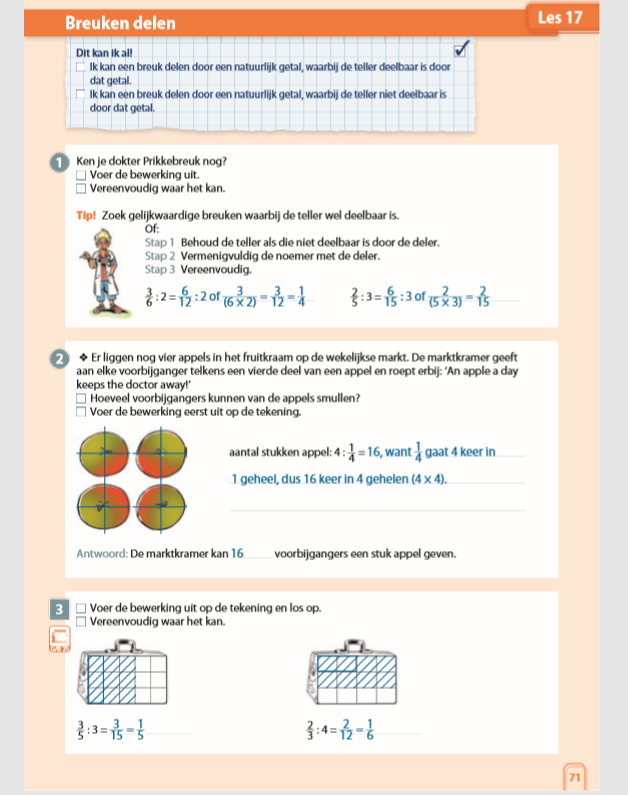 Breuken delen
Les 17
Dit kan ik al!
Ik kan een breuk delen door een natuurlijk getal, waarbij de teller deelbaar is door
dat getal.
Ik kan een breuk delen door een natuurlijk getal, waarbij de teller niet deelbaar is
door dat getal.
1 Ken je dokter Prikkebreuk nog?
Voer de bewerking uit.
Vereenvoudig waar het kan.
Tip! Zoek gelijkwaardige breuken waarbij de teller wel deelbaar is.
Of:
Stap 1 Behoud de teller als die niet deelbaar is door de deler.
Stap 2 Vermenigvuldig de noemer met de deler.
Stap 3 Vereenvoudig.
3/6 : 2 = 6/12 : 2 of 3/(6 × 2) = 3/12 = 1/4 2/5 : 3 = 6/15 : 3 of 2/(5 × 3) = 2/15
2 ❖ Er liggen nog vier appels in het fruitkraam op de wekelijkse markt. De marktkramer geeft
aan elke voorbijganger telkens een vierde deel van een appel en roept erbij: 'An apple a day
keeps the doctor away!'
Hoeveel voorbijgangers kunnen van de appels smullen?
Voer de bewerking eerst uit op de tekening.
aantal stukken appel: 4 : 1/4 = 16, want 1/4 gaat 4 keer in
1 geheel, dus 16 keer in 4 gehelen (4 × 4).
Antwoord: De marktkramer kan 16 voorbijgangers een stuk appel geven.
3 Voer de bewerking uit op de tekening en los op.
Vereenvoudig waar het kan.
3/5 : 3 = 3/15 = 1/5 2/3 : 4 = 2/12 = 1/6
71